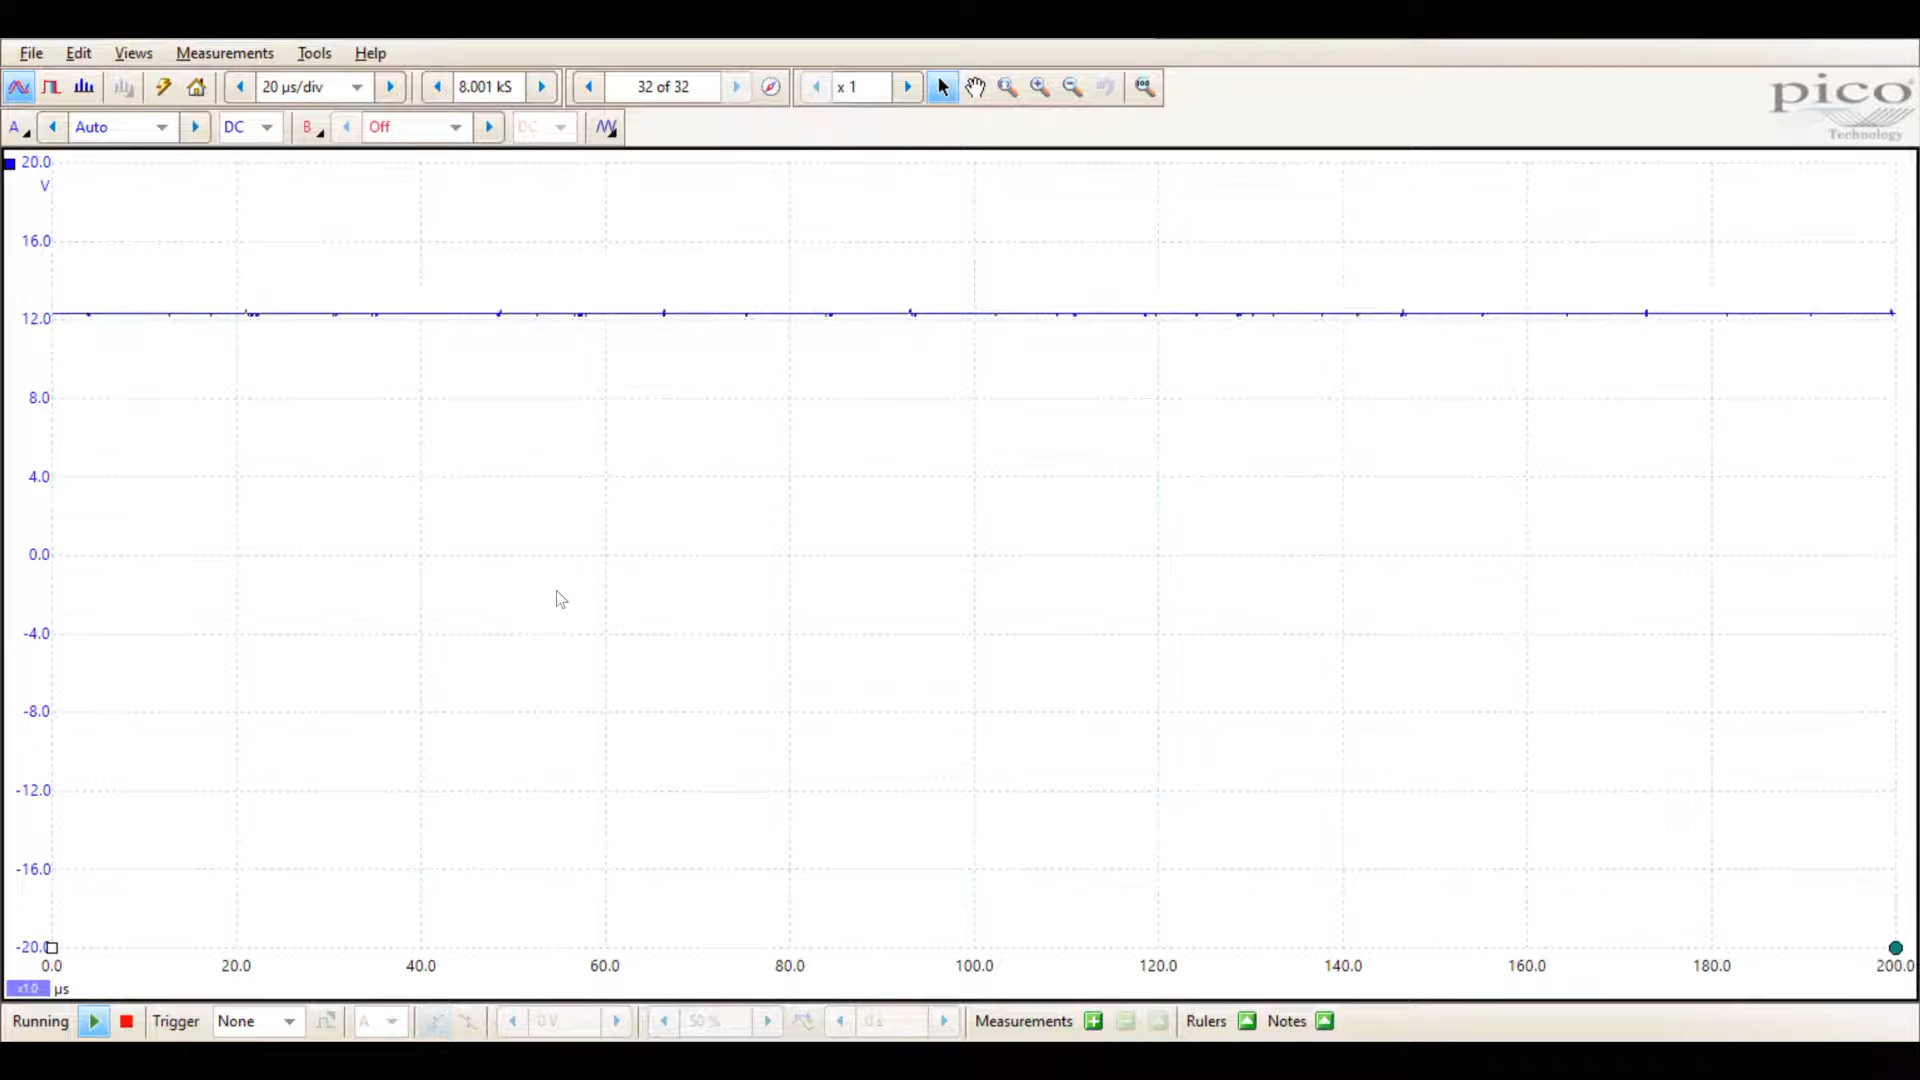 File Edit Views Measurements Tools Help
20 µs/div 8.001 kS 32 of 32 x 1
pico
Technology
A Auto DC B Off DC
20.0
V
16.0
12.0
8.0
4.0
0.0
-4.0
-8.0
-12.0
-16.0
-20.0
0.0 20.0 40.0 60.0 80.0 100.0 120.0 140.0 160.0 180.0 200.0
x1.0 µs
Running Trigger None A 0 V 50 % Measurements Rulers Notes